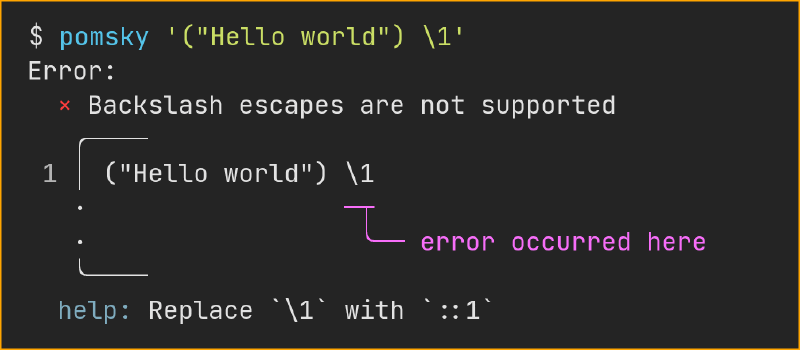 $ pomsky '("Hello world") \1'
Error:
× Backslash escapes are not supported
1 ("Hello world") \1
error occurred here
help: Replace `\1` with `::1`